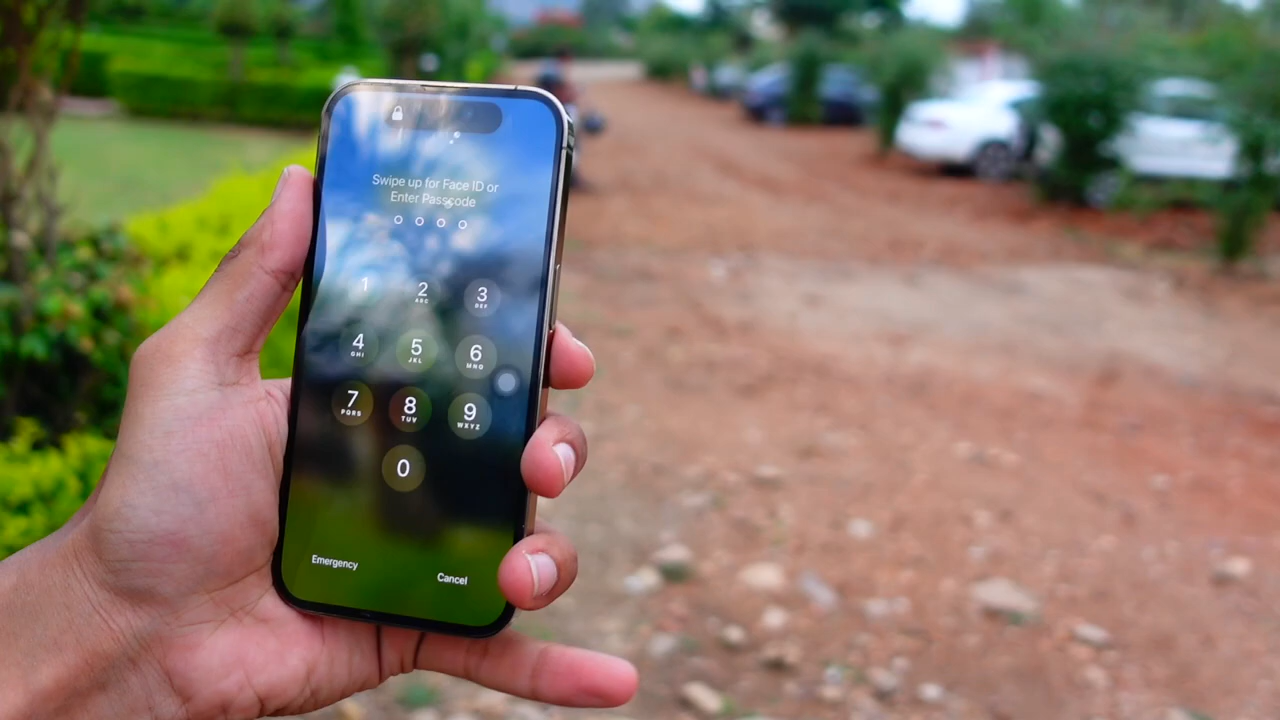 Swipe up for Face ID or
Enter Passcode
1 2 3
ABC DEF
4 5 6
GHI JKL MNO
7 8 9
PQRS TUV WXYZ
0
Emergency Cancel